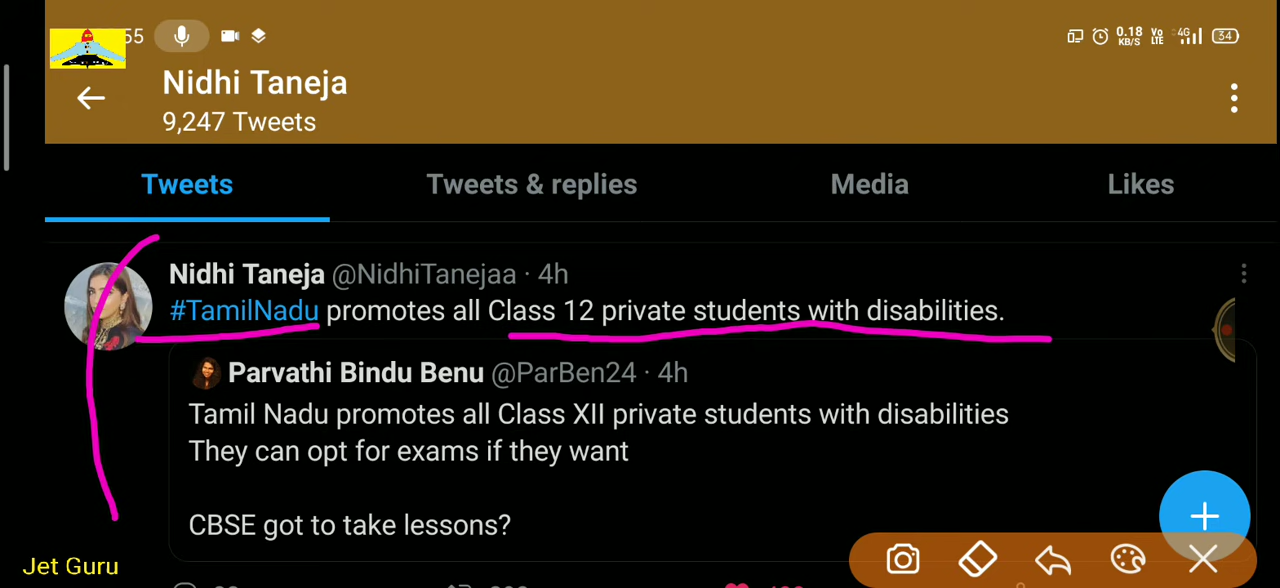 55
0.18 KB/S Vo LTE 4G 34
Nidhi Taneja
9,247 Tweets
Tweets Tweets & replies Media Likes
Nidhi Taneja @NidhiTanejaa · 4h
#TamilNadu promotes all Class 12 private students with disabilities.
Parvathi Bindu Benu @ParBen24 · 4h
Tamil Nadu promotes all Class XII private students with disabilities
They can opt for exams if they want
CBSE got to take lessons?
Jet Guru